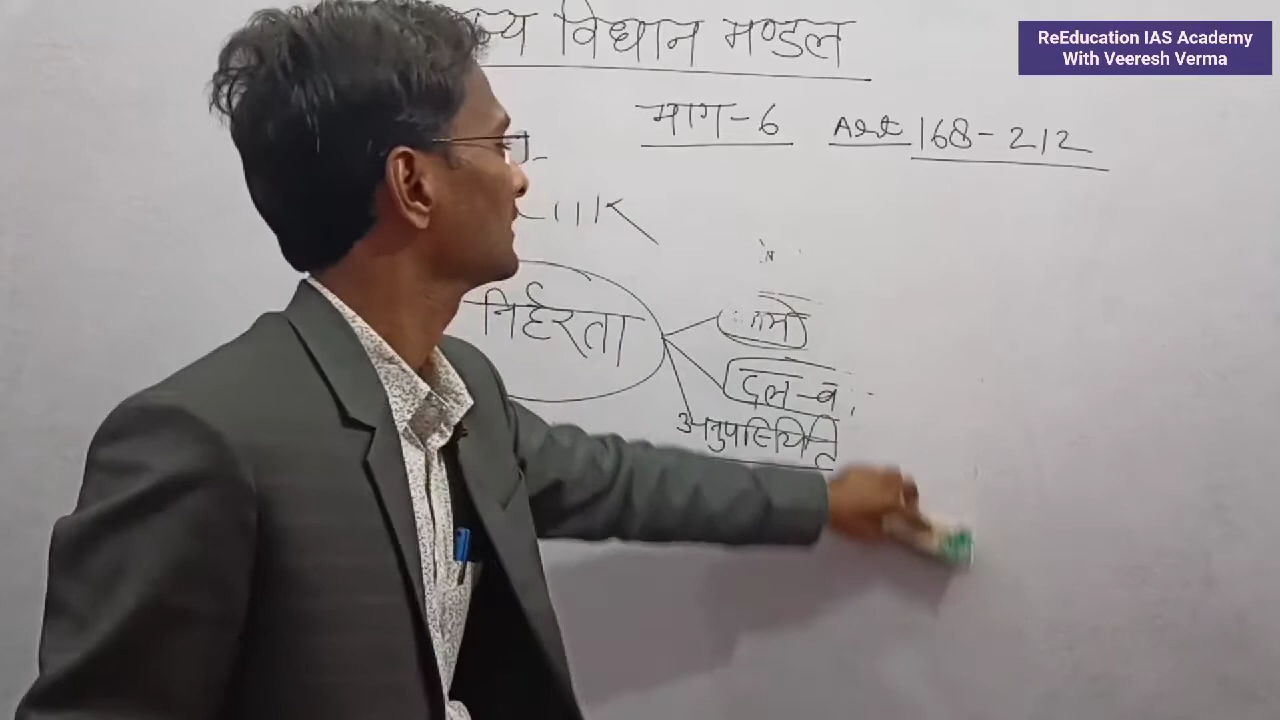 ReEducation IAS Academy
With Veeresh Verma
विधान मण्डल
भाग-6 Art 168-212
निर्हरता
दल-ब
अनुपस्थिति